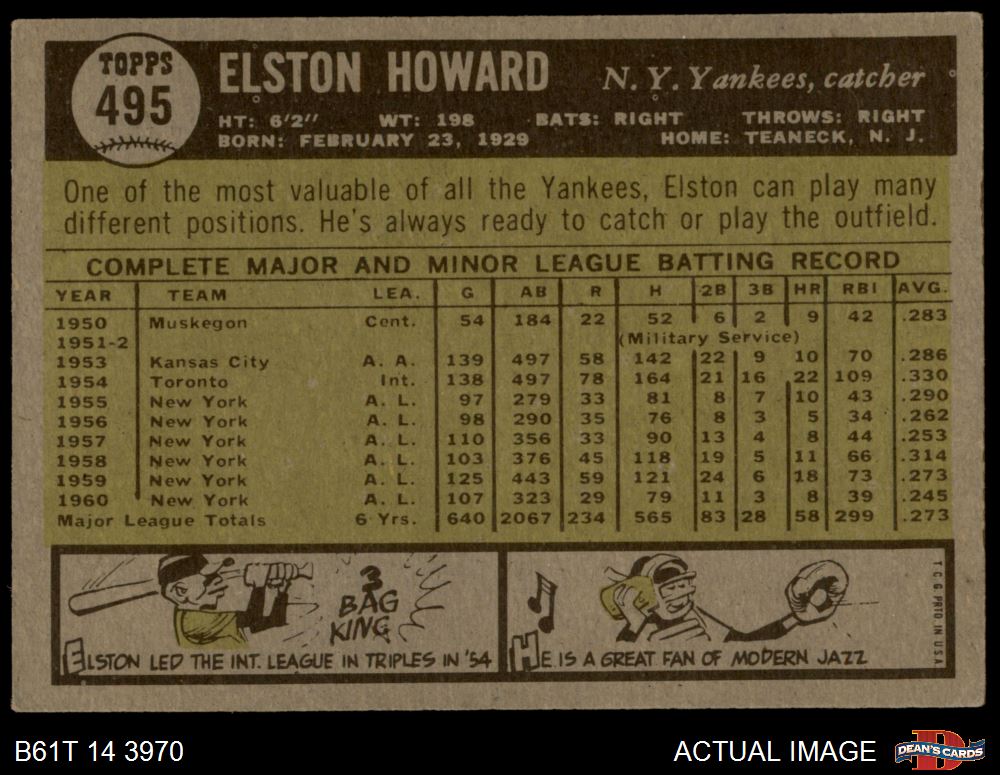 TOPPS
495
ELSTON HOWARD N. Y. Yankees, catcher
HT: 6'2" WT: 198 BATS: RIGHT THROWS: RIGHT
BORN: FEBRUARY 23, 1929 HOME: TEANECK, N. J.
One of the most valuable of all the Yankees, Elston can play many
different positions. He's always ready to catch or play the outfield.
COMPLETE MAJOR AND MINOR LEAGUE BATTING RECORD
YEAR TEAM LEA. G AB R H 2B 3B HR RBI AVG.
1950 Muskegon Cent. 54 184 22 52 6 2 9 42 .283
1951-2 (Military Service)
1953 Kansas City A. A. 139 497 58 142 22 9 10 70 .286
1954 Toronto Int. 138 497 78 164 21 16 22 109 .330
1955 New York A. L. 97 279 33 81 8 7 10 43 .290
1956 New York A. L. 98 290 35 76 8 3 5 34 .262
1957 New York A. L. 110 356 33 90 13 4 8 44 .253
1958 New York A. L. 103 376 45 118 19 5 11 66 .314
1959 New York A. L. 125 443 59 121 24 6 18 73 .273
1960 New York A. L. 107 323 29 79 11 3 8 39 .245
Major League Totals 6 Yrs. 640 2067 234 565 83 28 58 299 .273
3
BAG
KING
ELSTON LED THE INT. LEAGUE IN TRIPLES IN '54
HE IS A GREAT FAN OF MODERN JAZZ
T. C. G. PRTD. IN U.S.A.
B61T 14 3970 ACTUAL IMAGE
DEAN'S CARDS